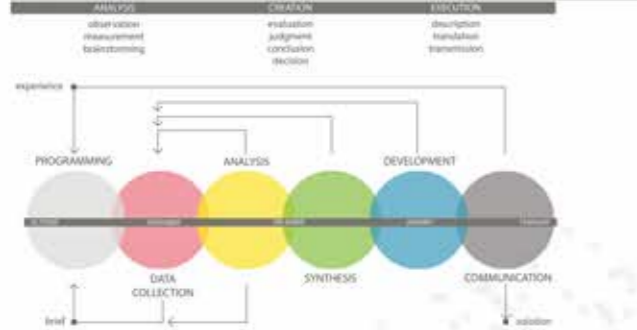 ANALYSIS
CREATION
EXECUTION
observation
evaluation
description
measurement
judgment
translation
brainstorming
conclusion
transmission
decision
experience
PROGRAMMING
ANALYSIS
DEVELOPMENT
DATA
COLLECTION
SYNTHESIS
COMMUNICATION
brief
solution